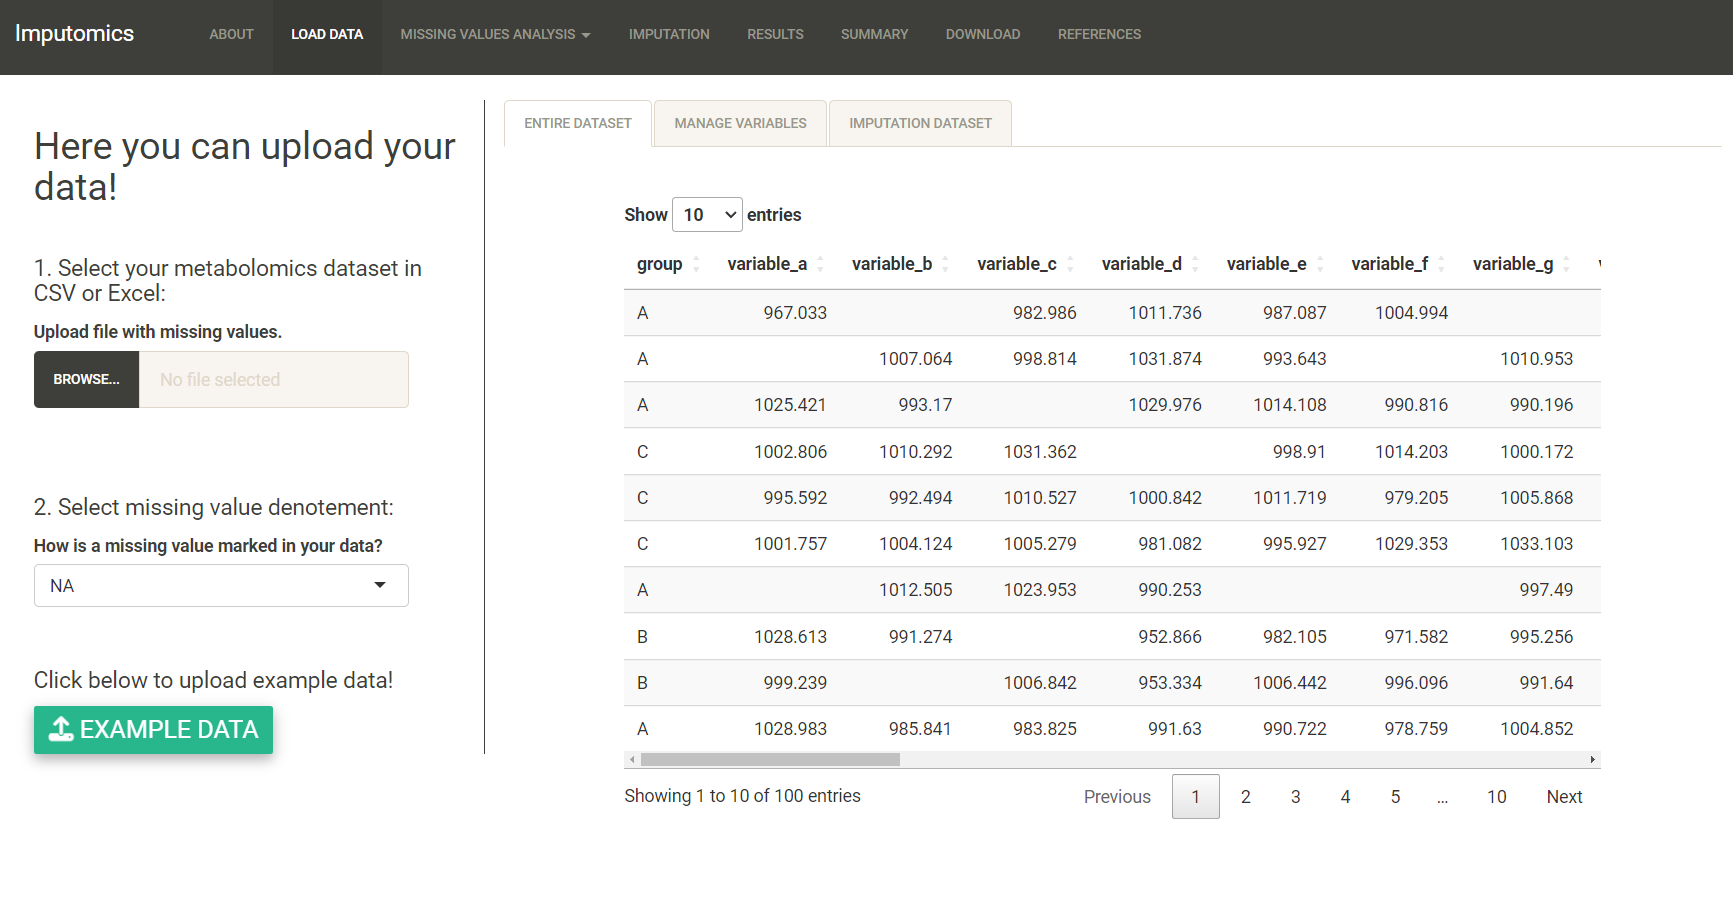 Imputomics ABOUT LOAD DATA MISSING VALUES ANALYSIS IMPUTATION RESULTS SUMMARY DOWNLOAD REFERENCES
Here you can upload your
data!
1. Select your metabolomics dataset in
CSV or Excel:
Upload file with missing values.
BROWSE... No file selected
2. Select missing value denotement:
How is a missing value marked in your data?
NA
Click below to upload example data!
EXAMPLE DATA
ENTIRE DATASET MANAGE VARIABLES IMPUTATION DATASET
Show 10 entries
group variable_a variable_b variable_c variable_d variable_e variable_f variable_g
A 967.033 982.986 1011.736 987.087 1004.994
A 1007.064 998.814 1031.874 993.643 1010.953
A 1025.421 993.17 1029.976 1014.108 990.816 990.196
C 1002.806 1010.292 1031.362 998.91 1014.203 1000.172
C 995.592 992.494 1010.527 1000.842 1011.719 979.205 1005.868
C 1001.757 1004.124 1005.279 981.082 995.927 1029.353 1033.103
A 1012.505 1023.953 990.253 997.49
B 1028.613 991.274 952.866 982.105 971.582 995.256
B 999.239 1006.842 953.334 1006.442 996.096 991.64
A 1028.983 985.841 983.825 991.63 990.722 978.759 1004.852
Showing 1 to 10 of 100 entries Previous 1 2 3 4 5 … 10 Next